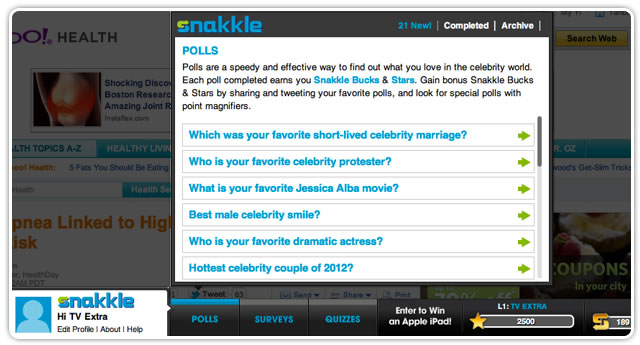 snakkle
21 New! | Completed | Archive |
POLLS
Polls are a speedy and effective way to find out what you love in the celebrity world.
Each poll completed earns you Snakkle Bucks & Stars. Gain bonus Snakkle Bucks
& Stars by sharing and tweeting your favorite polls, and look for special polls with
point magnifiers.
Which was your favorite short-lived celebrity marriage?
Who is your favorite celebrity protester?
What is your favorite Jessica Alba movie?
Best male celebrity smile?
Who is your favorite dramatic actress?
Hottest celebrity couple of 2012?
OO! HEALTH
Search Web
Shocking Discov
Boston Research
Amazing Joint R
Instaflex.com
LTH TOPICS A-Z
HEALTHY LIVING
R. OZ
Health: 5 Fats You Should Be Eating
wood's Get-Slim Tricks
Health
Health Se
pnea Linked to High
isk
r, HealthDay
AM PDT
Tweet 63
Send
Share
Print
COUPONS
In your city
snakkle
Hi TV Extra
Edit Profile | About | Help
POLLS
SURVEYS
QUIZZES
Enter to Win
an Apple iPad!
L1: TV EXTRA
2500
189